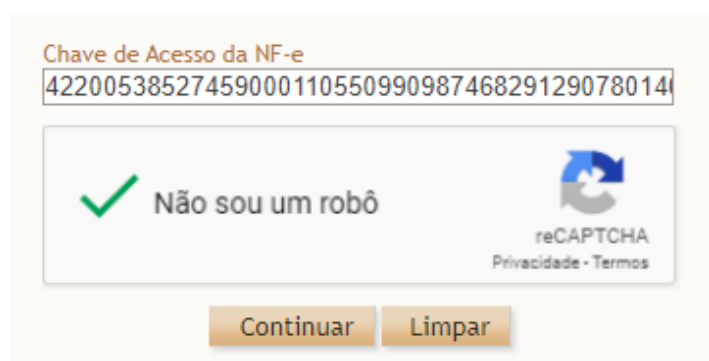 Chave de Acesso da NF-e
42200538527459000110550990987468291290780140
Não sou um robô
reCAPTCHA
Privacidade - Termos
Continuar Limpar